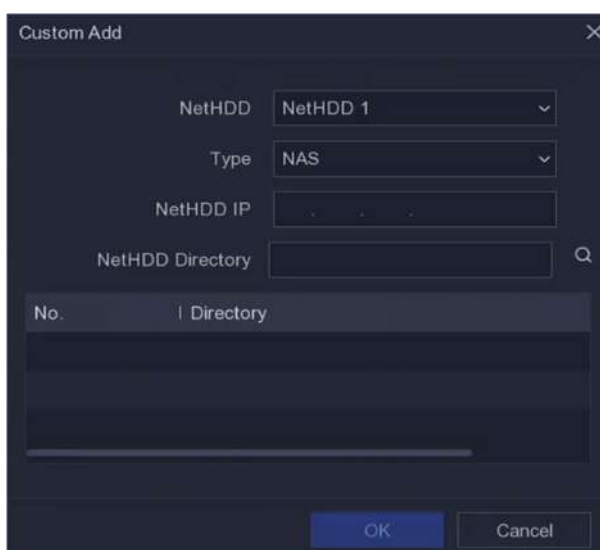 Custom Add
NetHDD NetHDD 1
Type NAS
NetHDD IP . . .
NetHDD Directory
No. Directory
OK Cancel